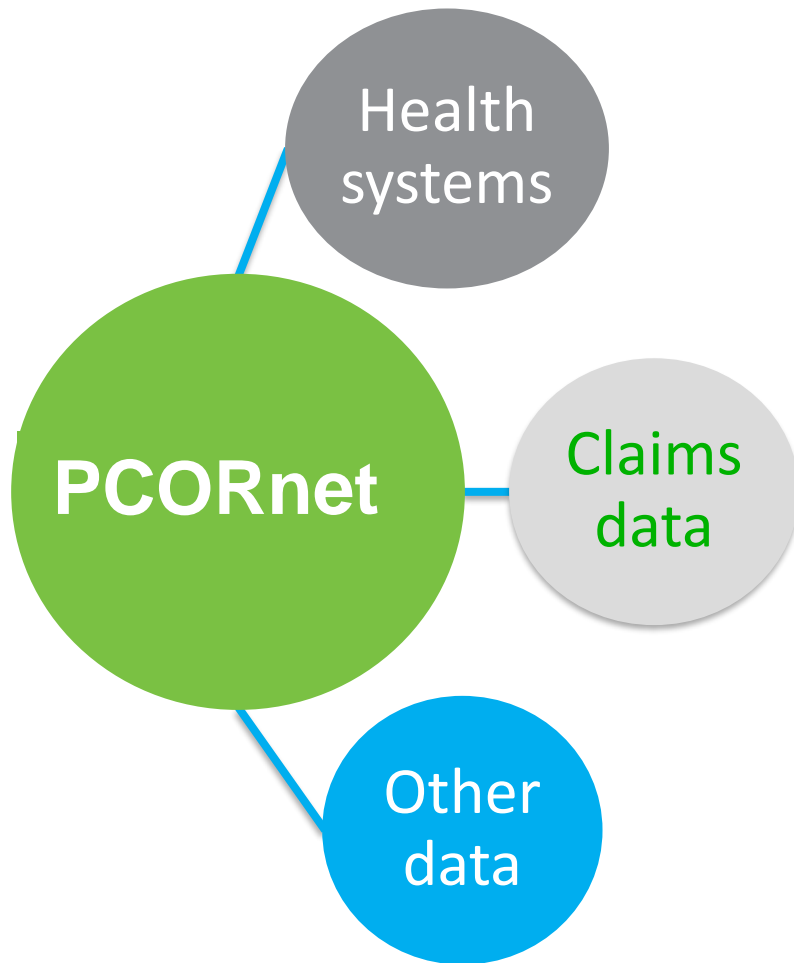 Health
systems
PCORnet
Claims
data
Other
data